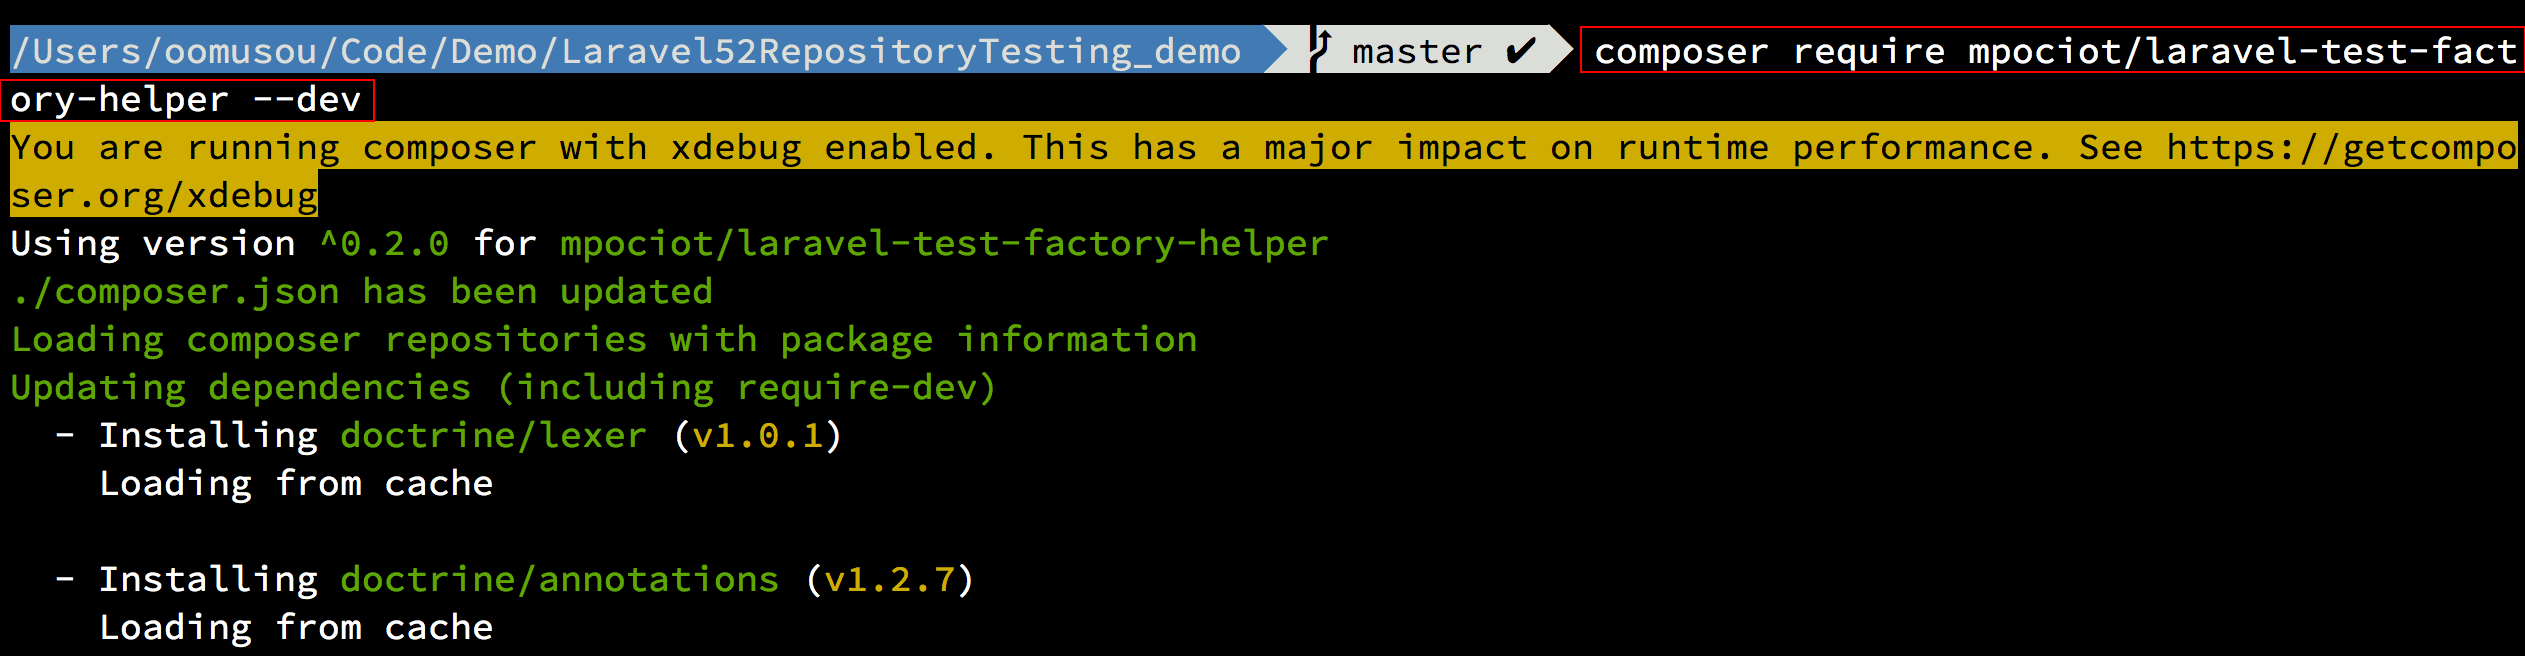 /Users/oomusou/Code/Demo/Laravel52RepositoryTesting_demo master ✔ composer require mpociot/laravel-test-fact
ory-helper --dev
You are running composer with xdebug enabled. This has a major impact on runtime performance. See https://getcompo
ser.org/xdebug
Using version ^0.2.0 for mpociot/laravel-test-factory-helper
./composer.json has been updated
Loading composer repositories with package information
Updating dependencies (including require-dev)
  - Installing doctrine/lexer (v1.0.1)
    Loading from cache
  - Installing doctrine/annotations (v1.2.7)
    Loading from cache